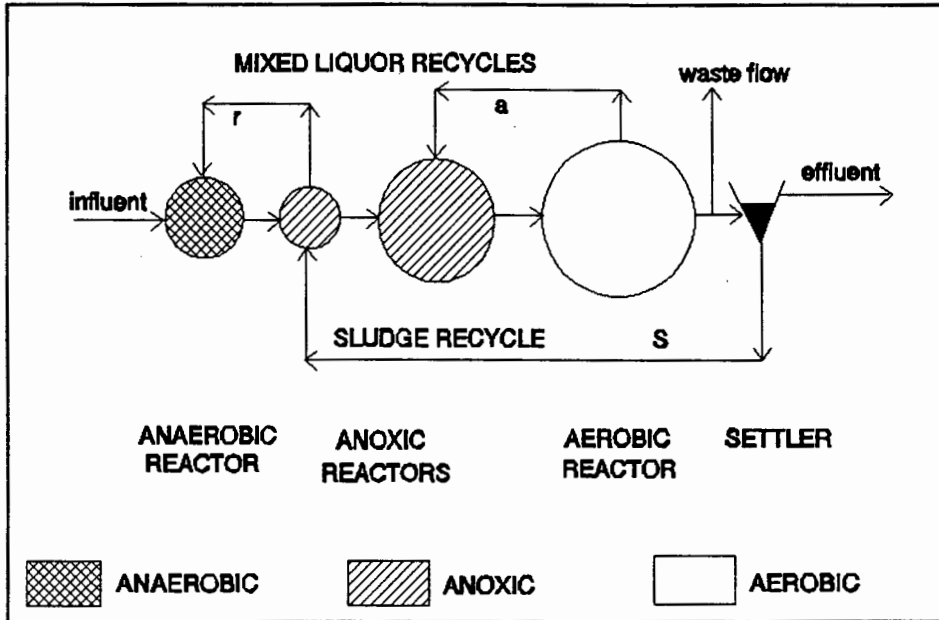 MIXED LIQUOR RECYCLES
waste flow
r
a
influent
effluent
SLUDGE RECYCLE
S
ANAEROBIC
REACTOR
ANOXIC
REACTORS
AEROBIC
REACTOR
SETTLER
ANAEROBIC
ANOXIC
AEROBIC